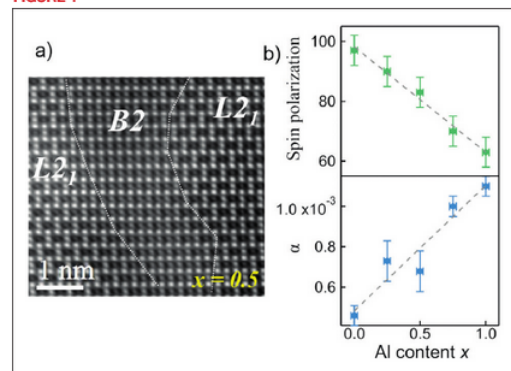 a)
B2
L2₁
L2₁
1 nm
x = 0.5
b)
Spin polarization
100
80
60
α
1.0 x10⁻³
0.8
0.6
0.0
0.5
1.0
Al content x